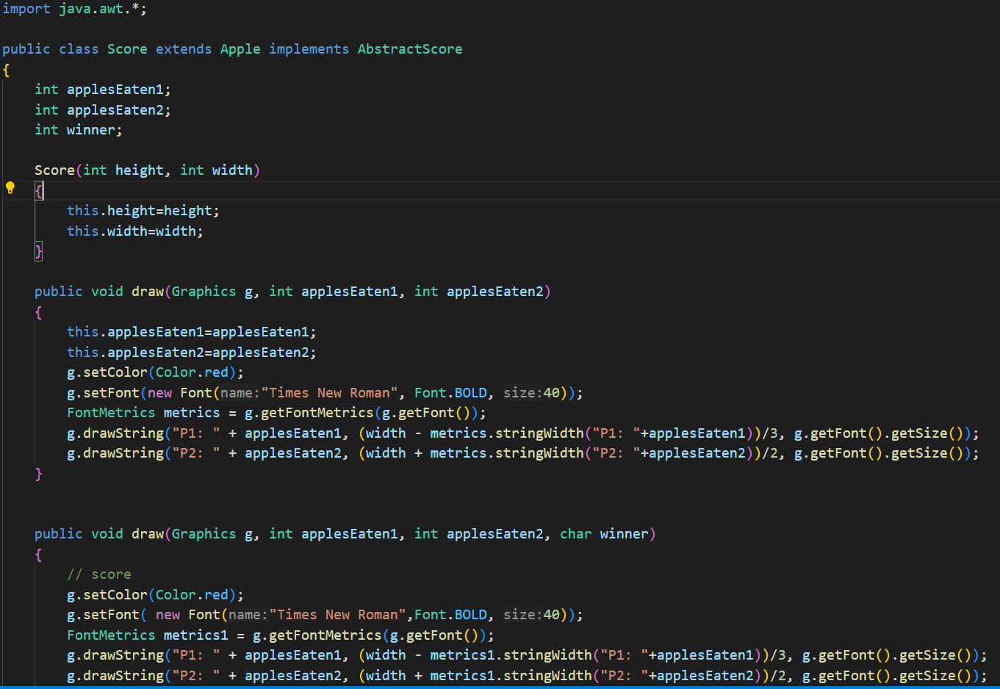 import java.awt.*;
public class Score extends Apple implements AbstractScore
{
int applesEaten1;
int applesEaten2;
int winner;
Score(int height, int width)
{
this.height=height;
this.width=width;
}
public void draw(Graphics g, int applesEaten1, int applesEaten2)
{
this.applesEaten1=applesEaten1;
this.applesEaten2=applesEaten2;
g.setColor(Color.red);
g.setFont(new Font(name:"Times New Roman", Font.BOLD, size:40));
FontMetrics metrics = g.getFontMetrics(g.getFont());
g.drawString("P1: " + applesEaten1, (width - metrics.stringWidth("P1: "+applesEaten1))/3, g.getFont().getSize());
g.drawString("P2: " + applesEaten2, (width + metrics.stringWidth("P2: "+applesEaten2))/2, g.getFont().getSize());
}
public void draw(Graphics g, int applesEaten1, int applesEaten2, char winner)
{
// score
g.setColor(Color.red);
g.setFont( new Font(name:"Times New Roman",Font.BOLD, size:40));
FontMetrics metrics1 = g.getFontMetrics(g.getFont());
g.drawString("P1: " + applesEaten1, (width - metrics1.stringWidth("P1: "+applesEaten1))/3, g.getFont().getSize());
g.drawString("P2: " + applesEaten2, (width + metrics1.stringWidth("P2: "+applesEaten2))/2, g.getFont().getSize());